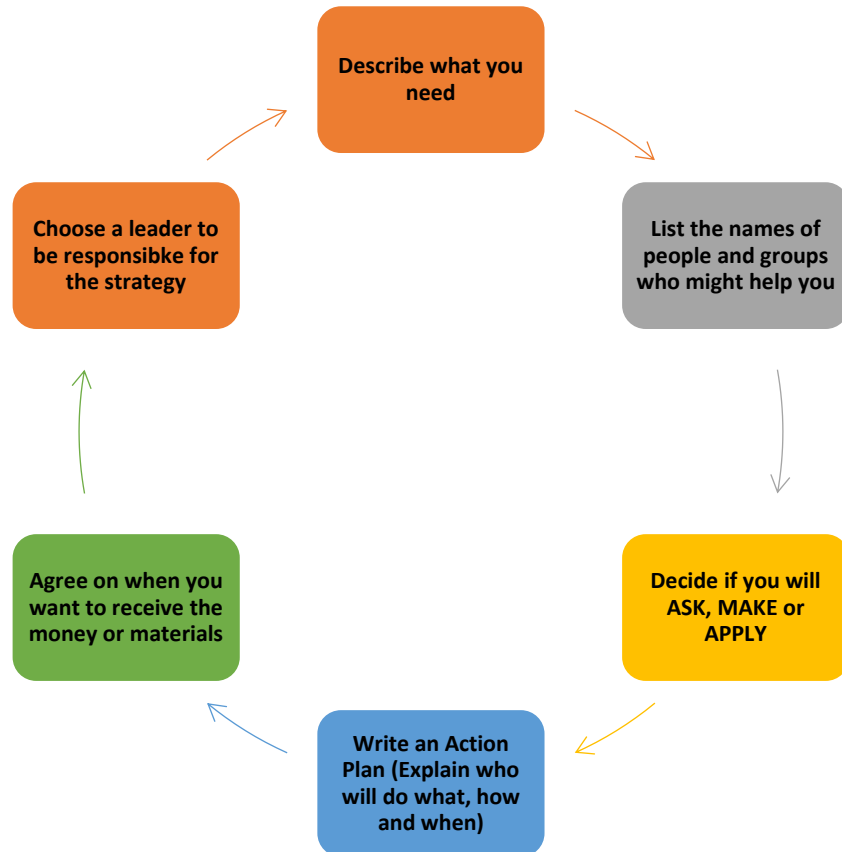 Describe what you
need
List the names of
people and groups
who might help you
Decide if you will
ASK, MAKE or
APPLY
Write an Action
Plan (Explain who
will do what, how
and when)
Agree on when you
want to receive the
money or materials
Choose a leader to
be responsibke for
the strategy